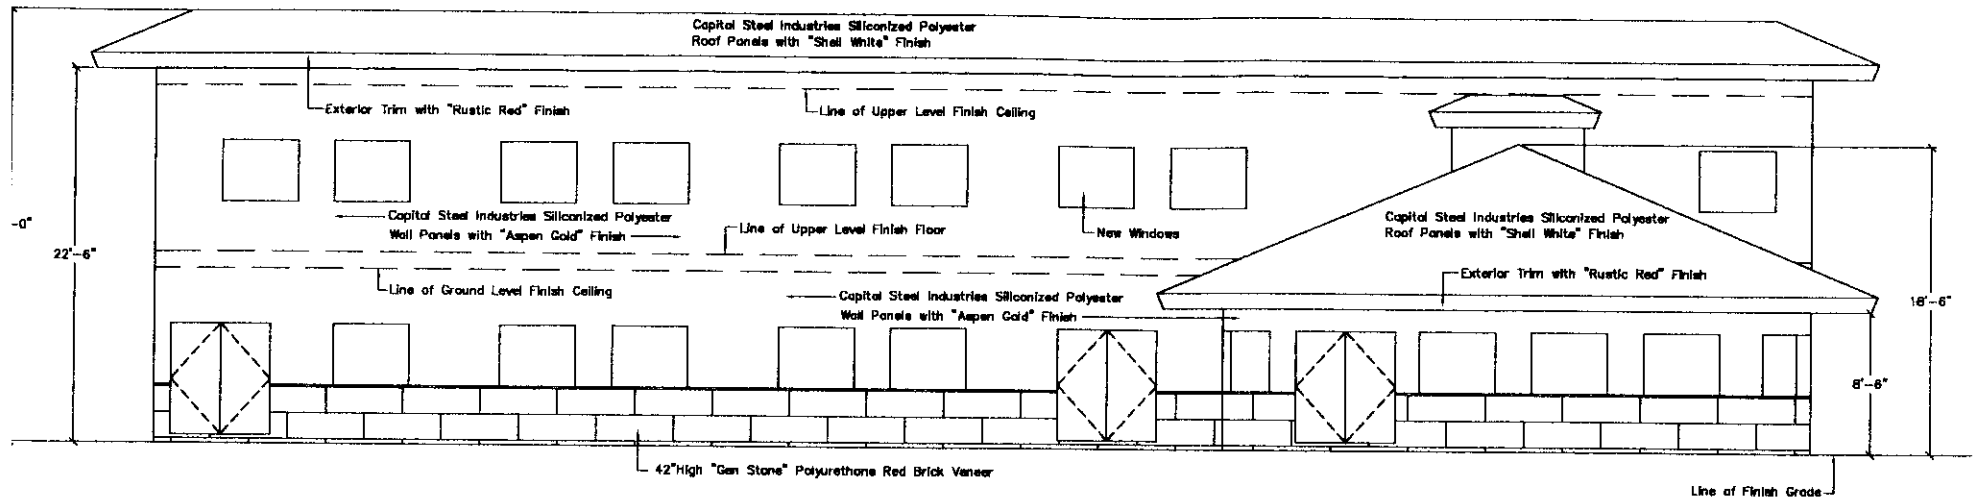 Capitol Steel Industries Siliconized Polyester
Roof Panels with "Shell White" Finish
Exterior Trim with "Rustic Red" Finish
Line of Upper Level Finish Ceiling
-0"
22'-6"
Capitol Steel Industries Siliconized Polyester
Wall Panels with "Aspen Gold" Finish
Line of Upper Level Finish Floor
New Windows
Capitol Steel Industries Siliconized Polyester
Roof Panels with "Shell White" Finish
Line of Ground Level Finish Ceiling
Exterior Trim with "Rustic Red" Finish
Capitol Steel Industries Siliconized Polyester
Wall Panels with "Aspen Gold" Finish
18'-6"
8'-6"
42"High "Gen Stone" Polyurethane Red Brick Veneer
Line of Finish Grade